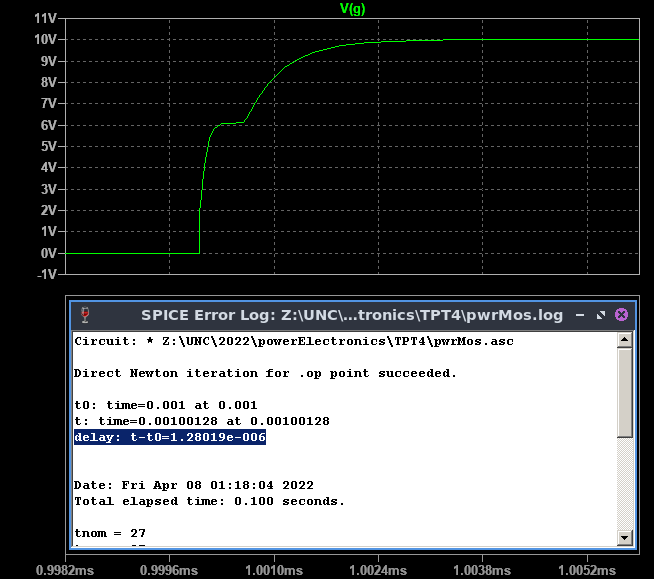 V(g)
11V
10V
9V
8V
7V
6V
5V
4V
3V
2V
1V
0V
-1V
SPICE Error Log: Z:\UNC\...tronics\TPT4\pwrMos.log
Circuit: * Z:\UNC\2022\powerElectronics\TPT4\pwrMos.asc
Direct Newton iteration for .op point succeeded.
t0: time=0.001 at 0.001
t: time=0.00100128 at 0.00100128
delay: t-t0=1.28019e-006
Date: Fri Apr 08 01:18:04 2022
Total elapsed time: 0.100 seconds.
tnom = 27
0.9982ms 0.9996ms 1.0010ms 1.0024ms 1.0038ms 1.0052ms